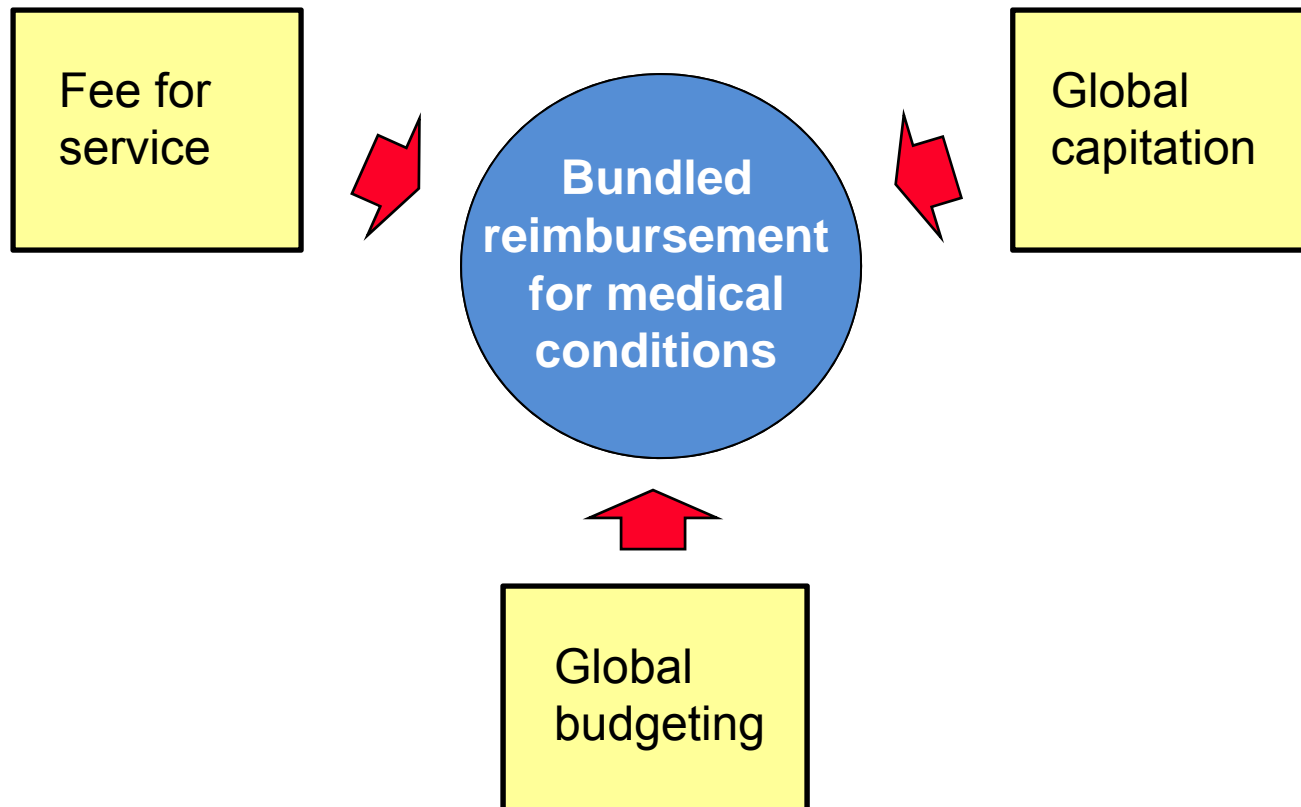 Fee for
service
Bundled
reimbursement
for medical
conditions
Global
capitation
Global
budgeting